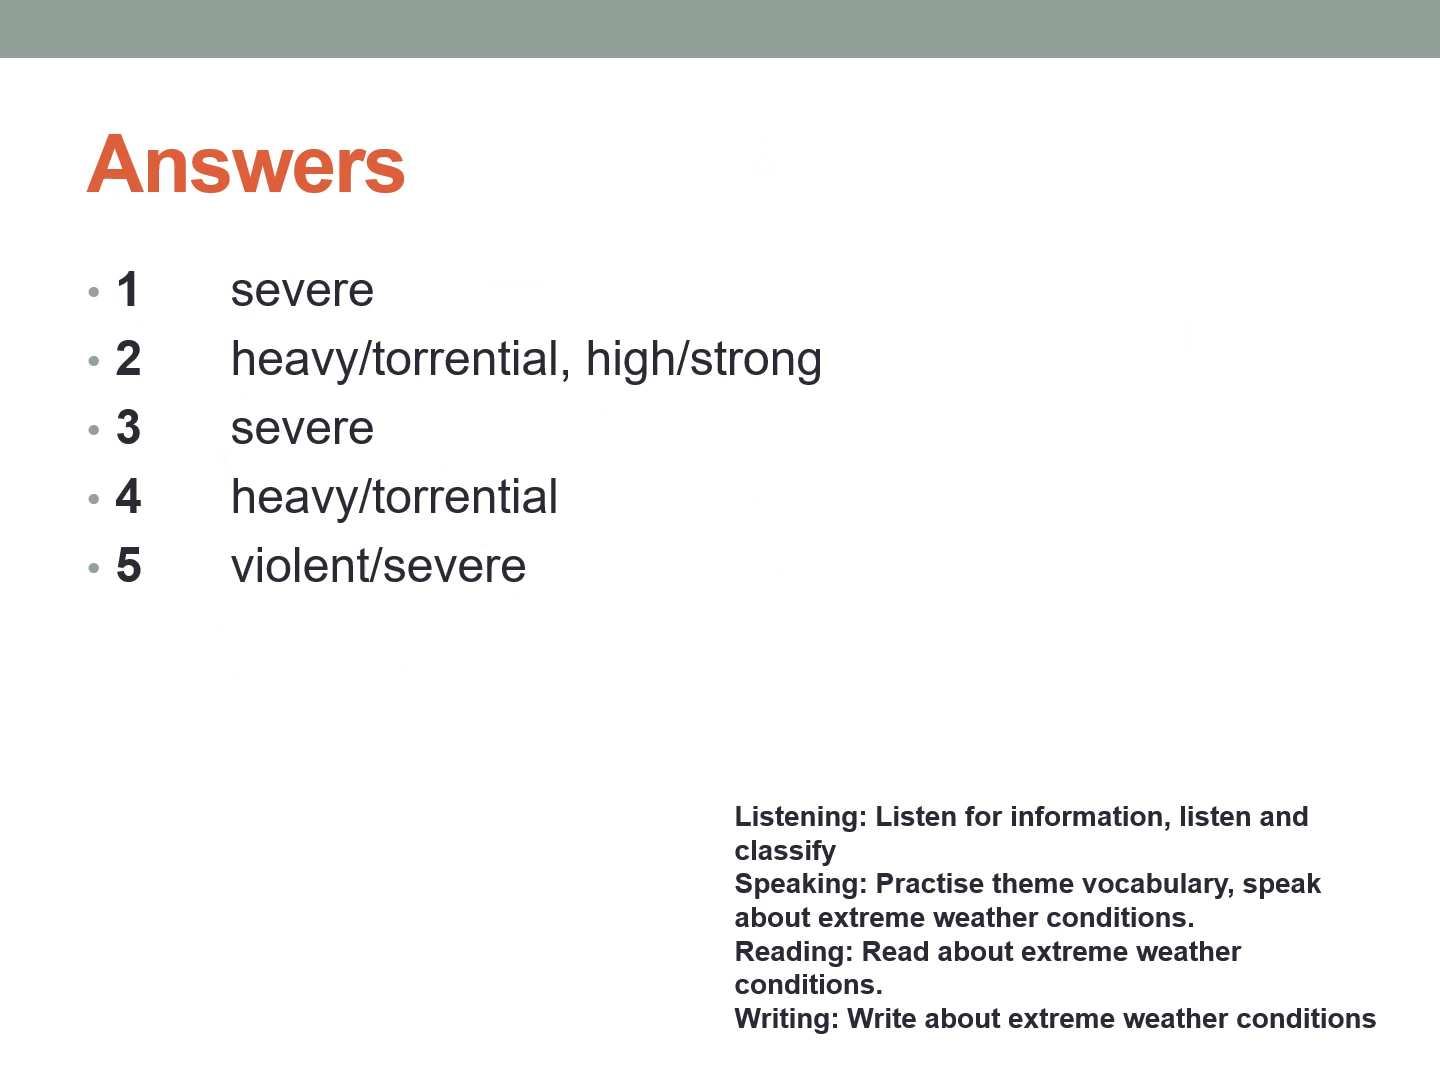 Answers
• 1 severe
• 2 heavy/torrential, high/strong
• 3 severe
• 4 heavy/torrential
• 5 violent/severe
Listening: Listen for information, listen and
classify
Speaking: Practise theme vocabulary, speak
about extreme weather conditions.
Reading: Read about extreme weather
conditions.
Writing: Write about extreme weather conditions